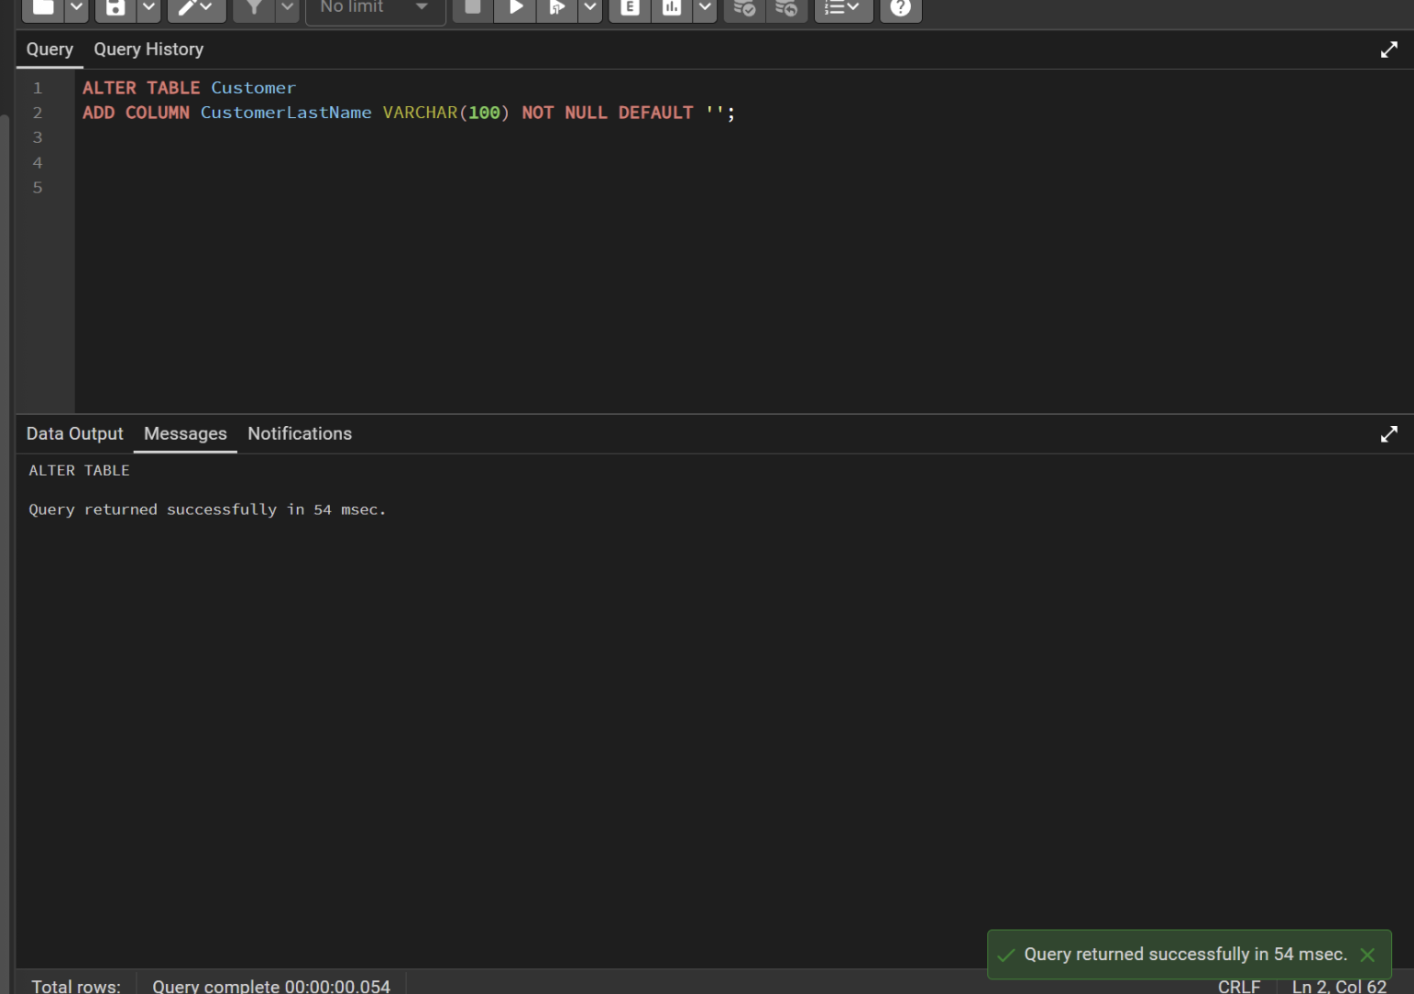 No limit
E
Query Query History
1 ALTER TABLE Customer
2 ADD COLUMN CustomerLastName VARCHAR(100) NOT NULL DEFAULT '';
3
4
5
Data Output Messages Notifications
ALTER TABLE
Query returned successfully in 54 msec.
Query returned successfully in 54 msec.
Total rows: Query complete 00:00:00.054 CRLF Ln 2, Col 62